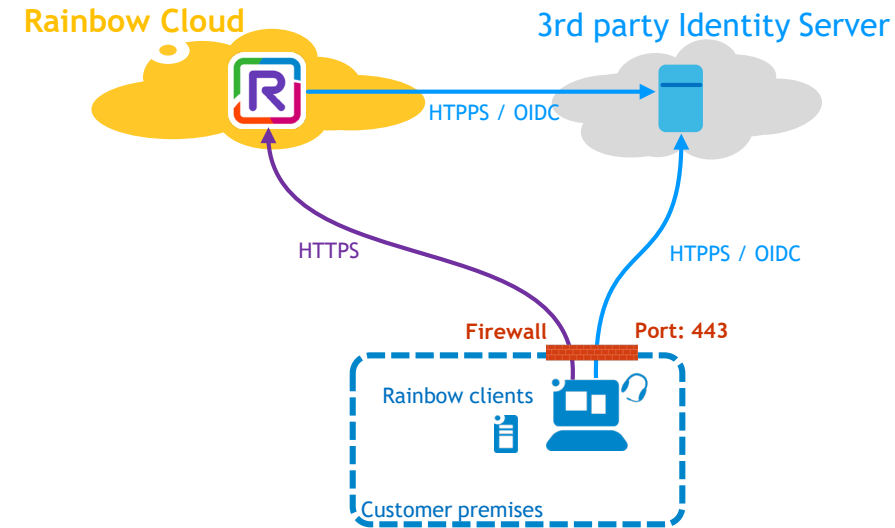 Rainbow Cloud
3rd party Identity Server
R
HTPPS / OIDC
HTTPS
HTPPS / OIDC
Firewall
Port: 443
Rainbow clients
Customer premises